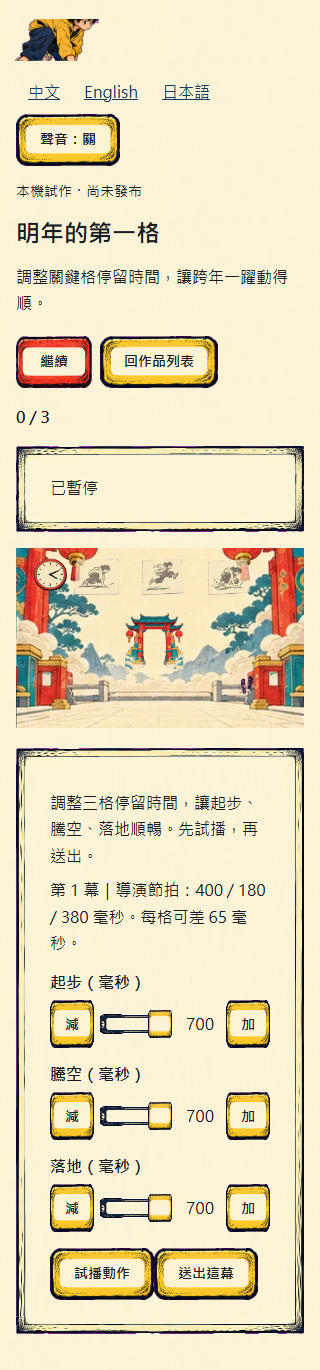 中文 English 日本語
聲音：關
本機試作・尚未發布
明年的第一格
調整關鍵格停留時間，讓跨年一躍動得
順。
繼續 回作品列表
0 / 3
已暫停
調整三格停留時間，讓起步、
騰空、落地順暢。先試播，再
送出。
第 1 幕｜導演節拍：400 / 180
/ 380 毫秒。每格可差 65 毫
秒。
起步（毫秒）
減 700 加
騰空（毫秒）
減 700 加
落地（毫秒）
減 700 加
試播動作 送出這幕